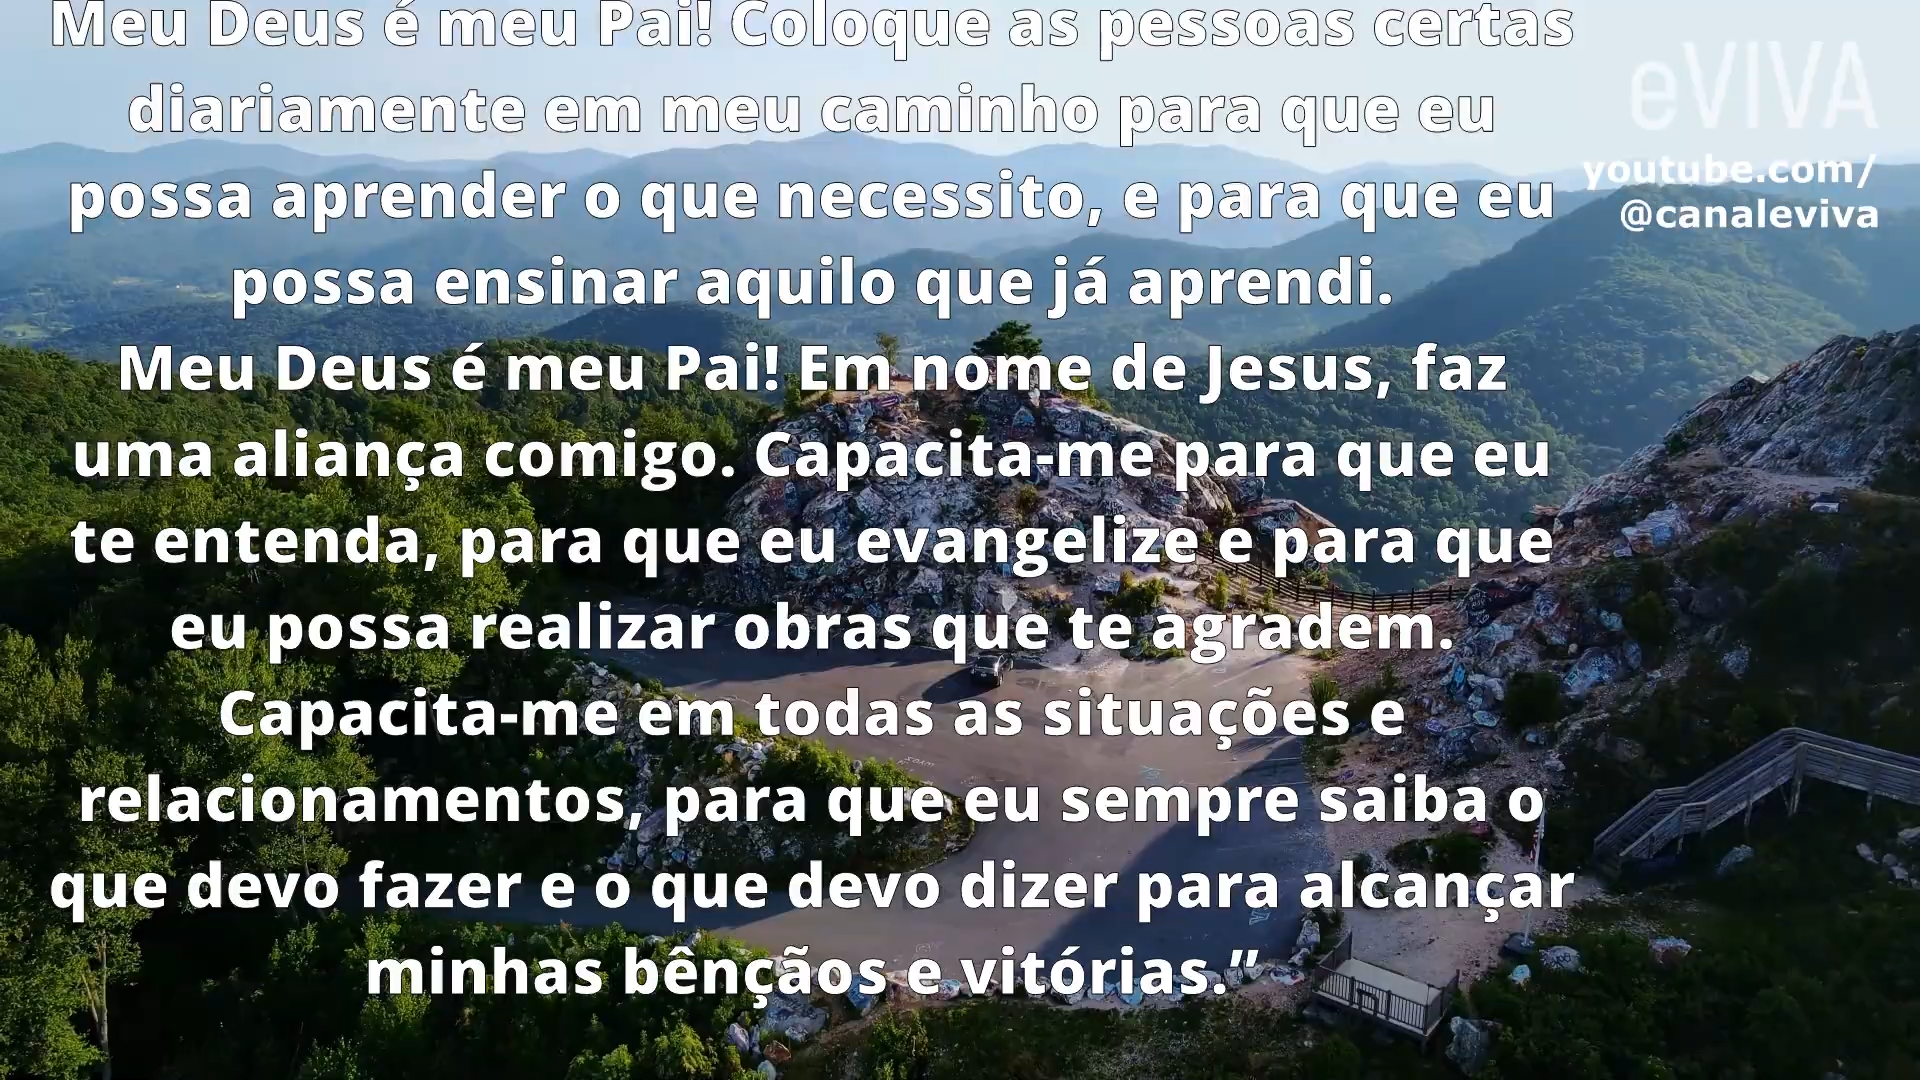 Meu Deus é meu Pai! Coloque as pessoas certas
diariamente em meu caminho para que eu
possa aprender o que necessito, e para que eu
possa ensinar aquilo que já aprendi.
Meu Deus é meu Pai! Em nome de Jesus, faz
uma aliança comigo. Capacita-me para que eu
te entenda, para que eu evangelize e para que
eu possa realizar obras que te agradem.
Capacita-me em todas as situações e
relacionamentos, para que eu sempre saiba o
que devo fazer e o que devo dizer para alcançar
minhas bênçãos e vitórias.”
eVIVA
youtube.com/
@canaleviva